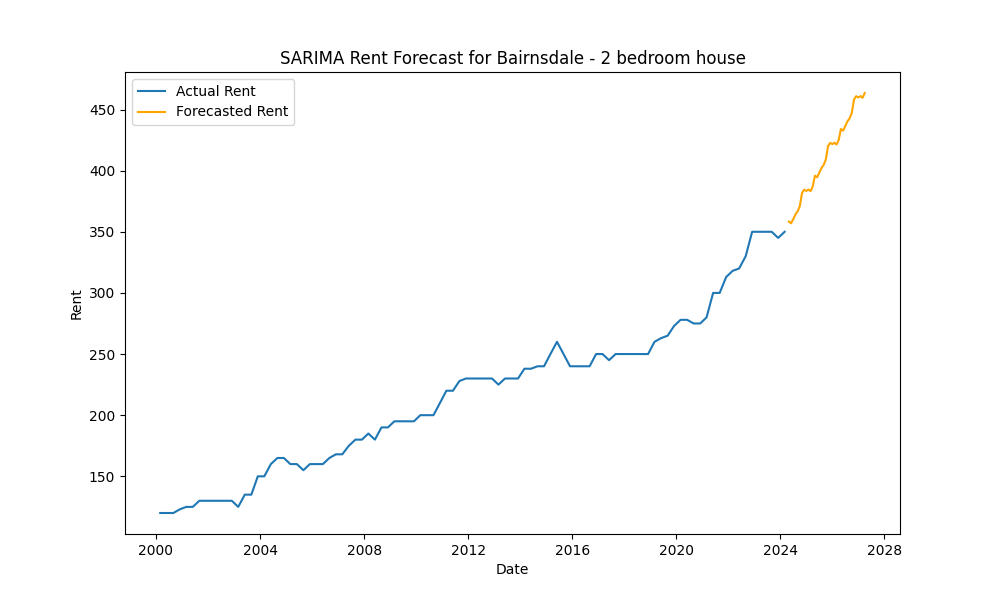 SARIMA Rent Forecast for Bairnsdale - 2 bedroom house
Actual Rent
Forecasted Rent
450
400
350
300
250
200
150
Rent
2000 2004 2008 2012 2016 2020 2024 2028
Date